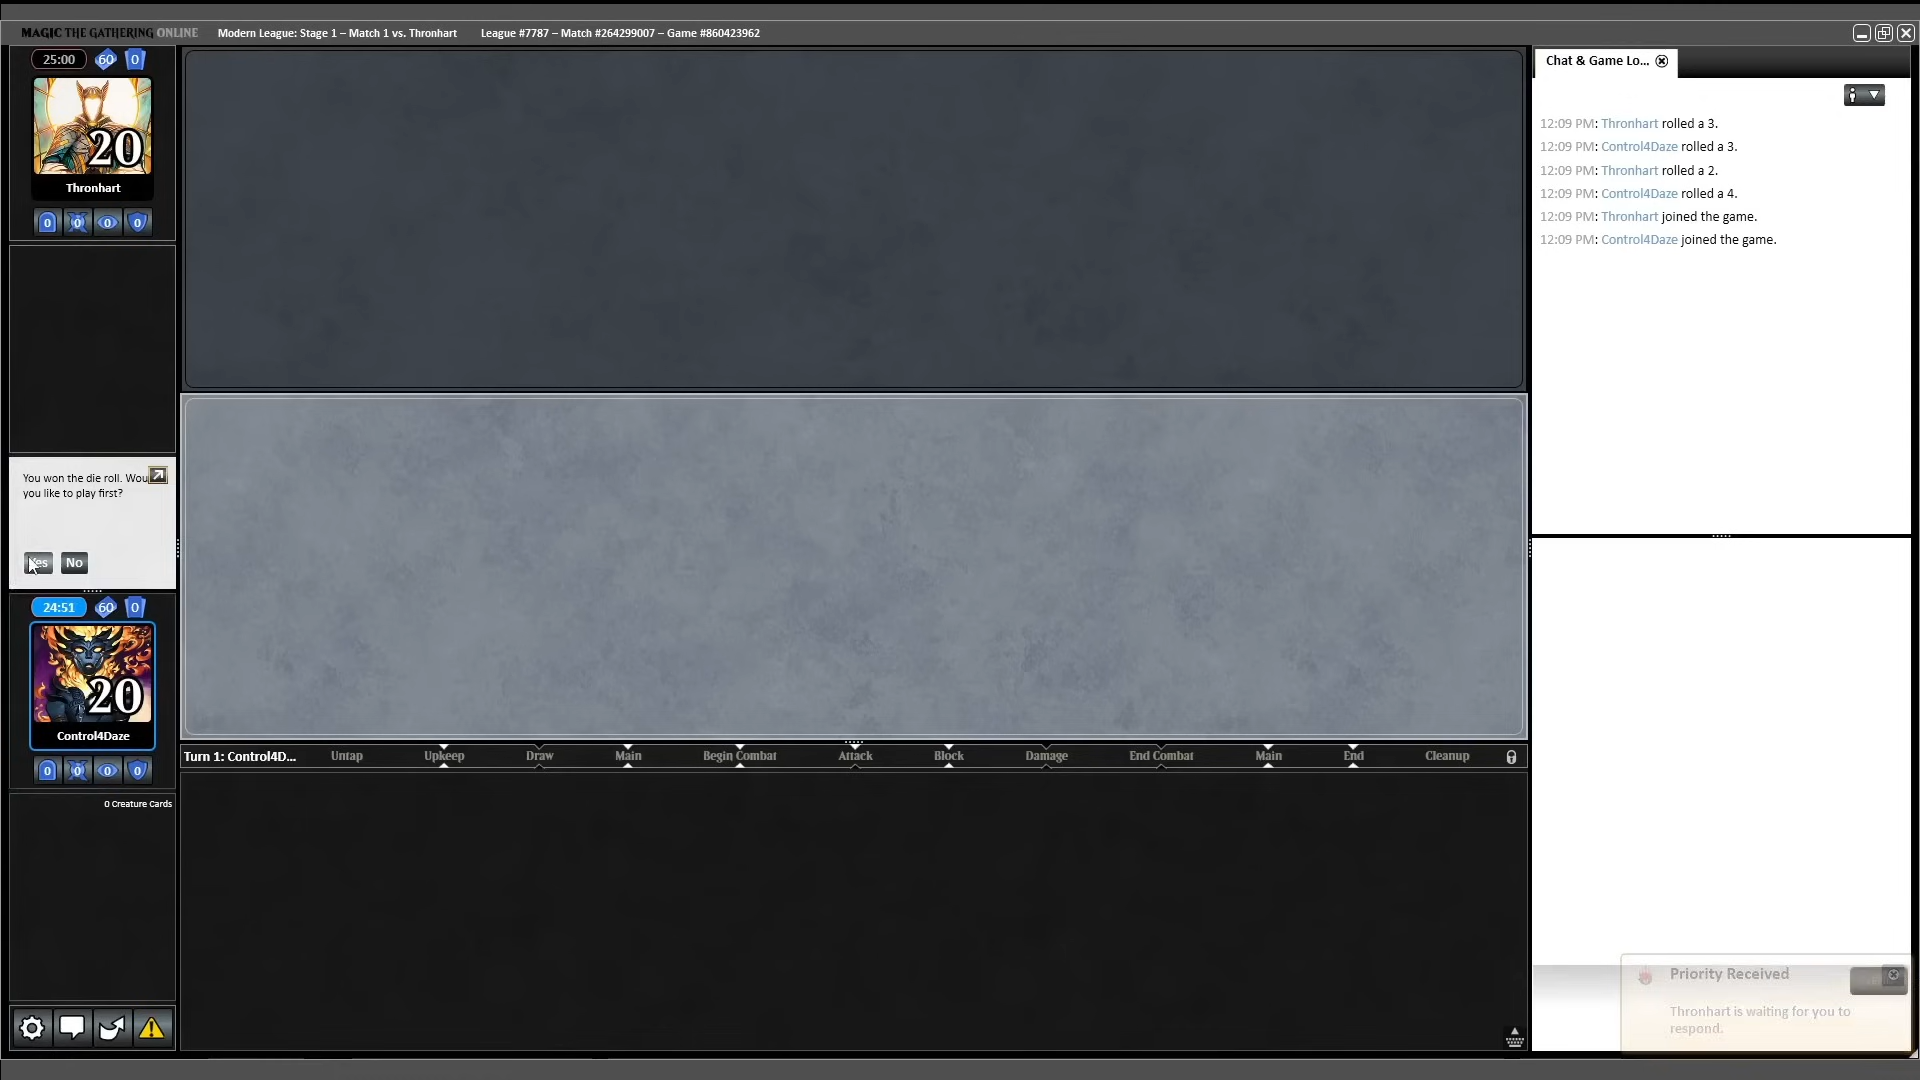 MAGIC THE GATHERING ONLINE Modern League: Stage 1 – Match 1 vs. Thronhart League #7787 – Match #264299007 – Game #860423962
25:00 60 0
20
Thronhart
0 0 0 0
You won the die roll. Wou
you like to play first?
No
24:51 60 0
20
Control4Daze
0 0 0 0
0 Creature Cards
Turn 1: Control4D... Untap Upkeep Draw Main Begin Combat Attack Block Damage End Combat Main End Cleanup
Chat & Game Lo...
12:09 PM: Thronhart rolled a 3.
12:09 PM: Control4Daze rolled a 3.
12:09 PM: Thronhart rolled a 2.
12:09 PM: Control4Daze rolled a 4.
12:09 PM: Thronhart joined the game.
12:09 PM: Control4Daze joined the game.
Priority Received
Thronhart is waiting for you to
respond.